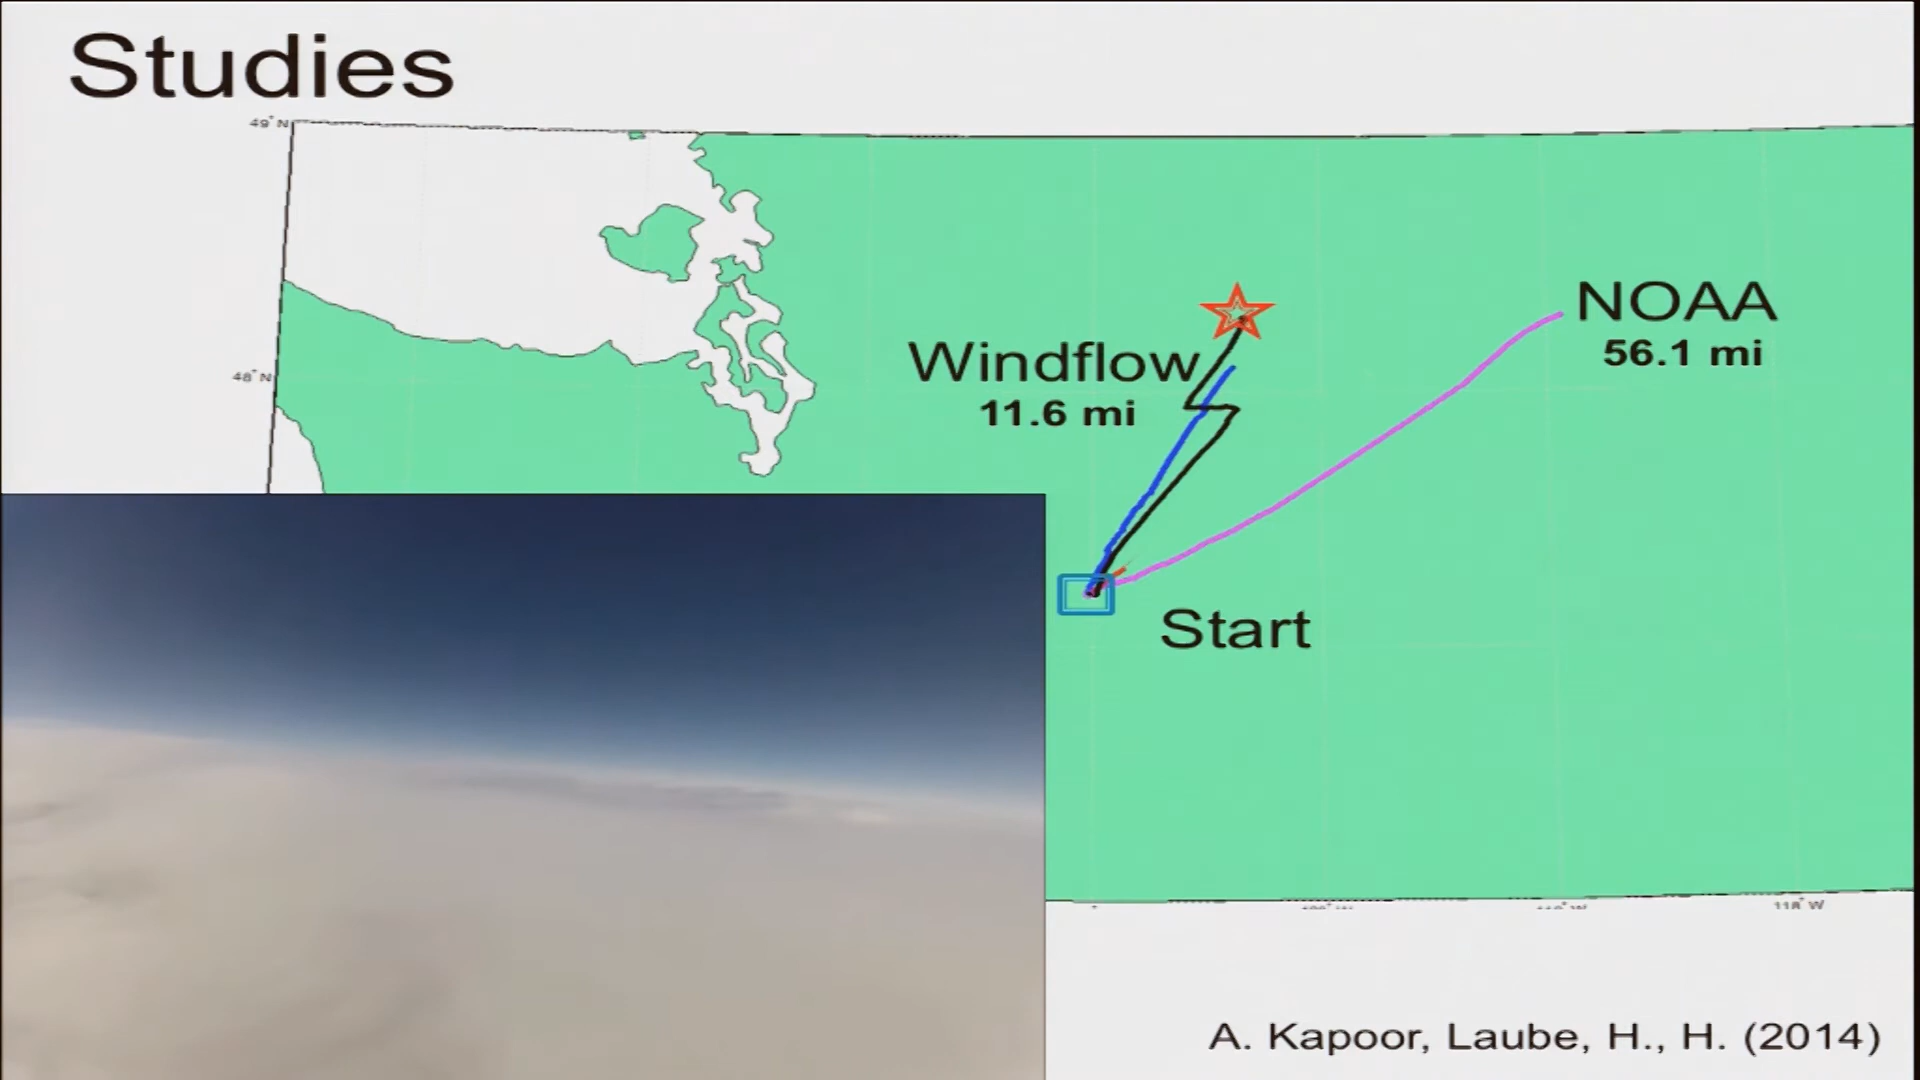 Studies
49° N
NOAA
56.1 mi
Windflow
11.6 mi
48° N
Start
118° W
A. Kapoor, Laube, H., H. (2014)